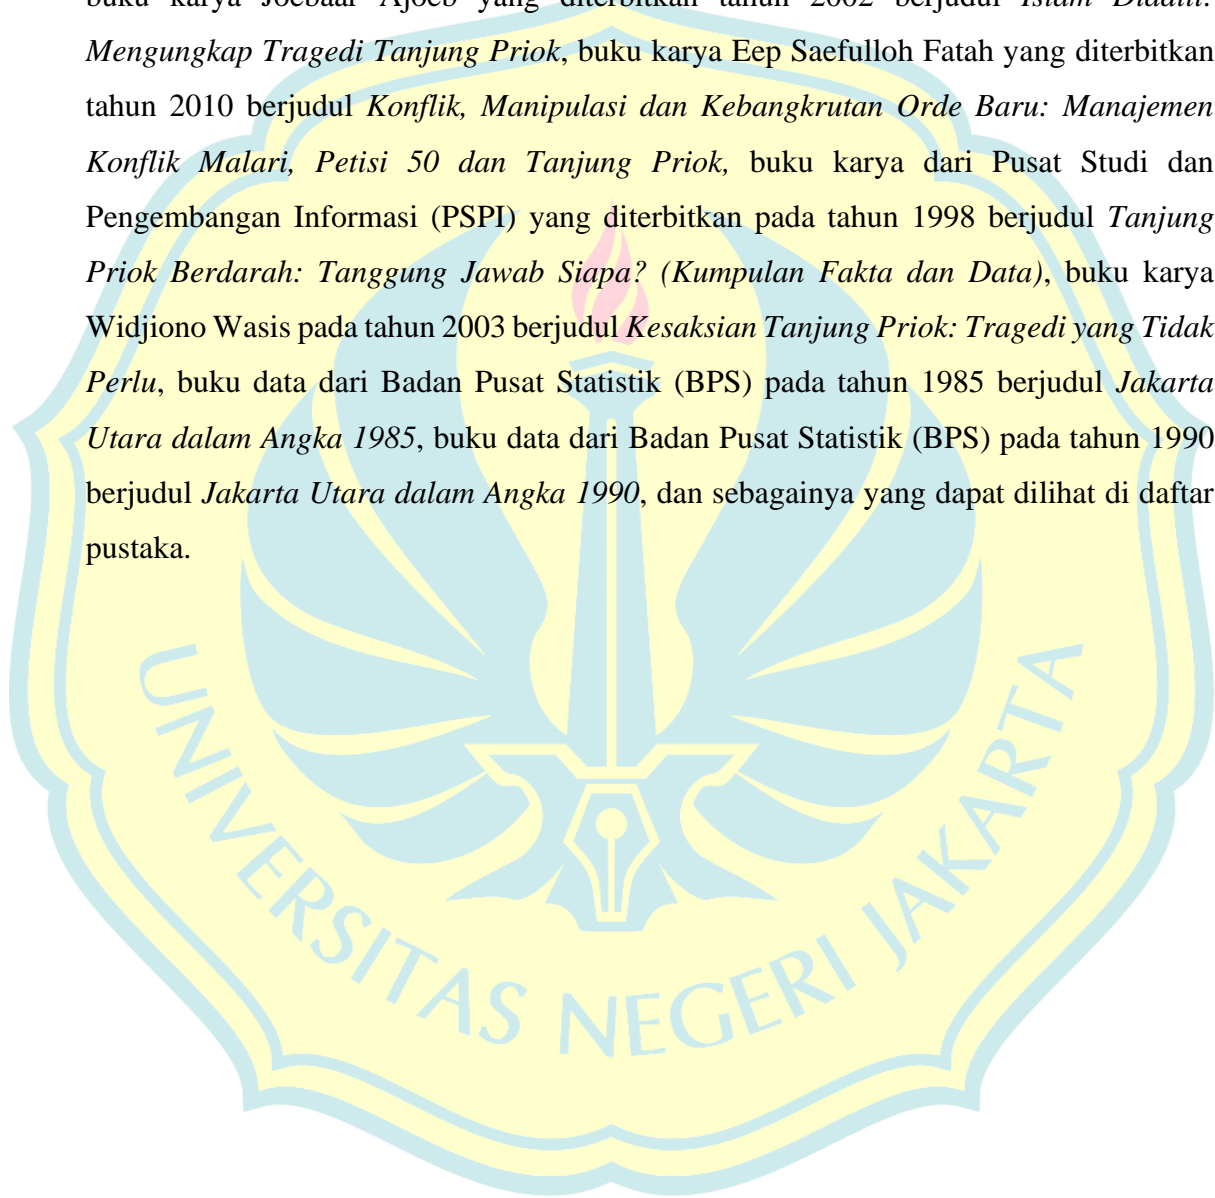 buku karya Joebaar Ajoeb yang diterbitkan tahun 2002 berjudul Islam Diadili:
Mengungkap Tragedi Tanjung Priok, buku karya Eep Saefulloh Fatah yang diterbitkan
tahun 2010 berjudul Konflik, Manipulasi dan Kebangkrutan Orde Baru: Manajemen
Konflik Malari, Petisi 50 dan Tanjung Priok, buku karya dari Pusat Studi dan
Pengembangan Informasi (PSPI) yang diterbitkan pada tahun 1998 berjudul Tanjung
Priok Berdarah: Tanggung Jawab Siapa? (Kumpulan Fakta dan Data), buku karya
Widjiono Wasis pada tahun 2003 berjudul Kesaksian Tanjung Priok: Tragedi yang Tidak
Perlu, buku data dari Badan Pusat Statistik (BPS) pada tahun 1985 berjudul Jakarta
Utara dalam Angka 1985, buku data dari Badan Pusat Statistik (BPS) pada tahun 1990
berjudul Jakarta Utara dalam Angka 1990, dan sebagainya yang dapat dilihat di daftar
pustaka.
UNIVERSITAS NEGERI JAKARTA